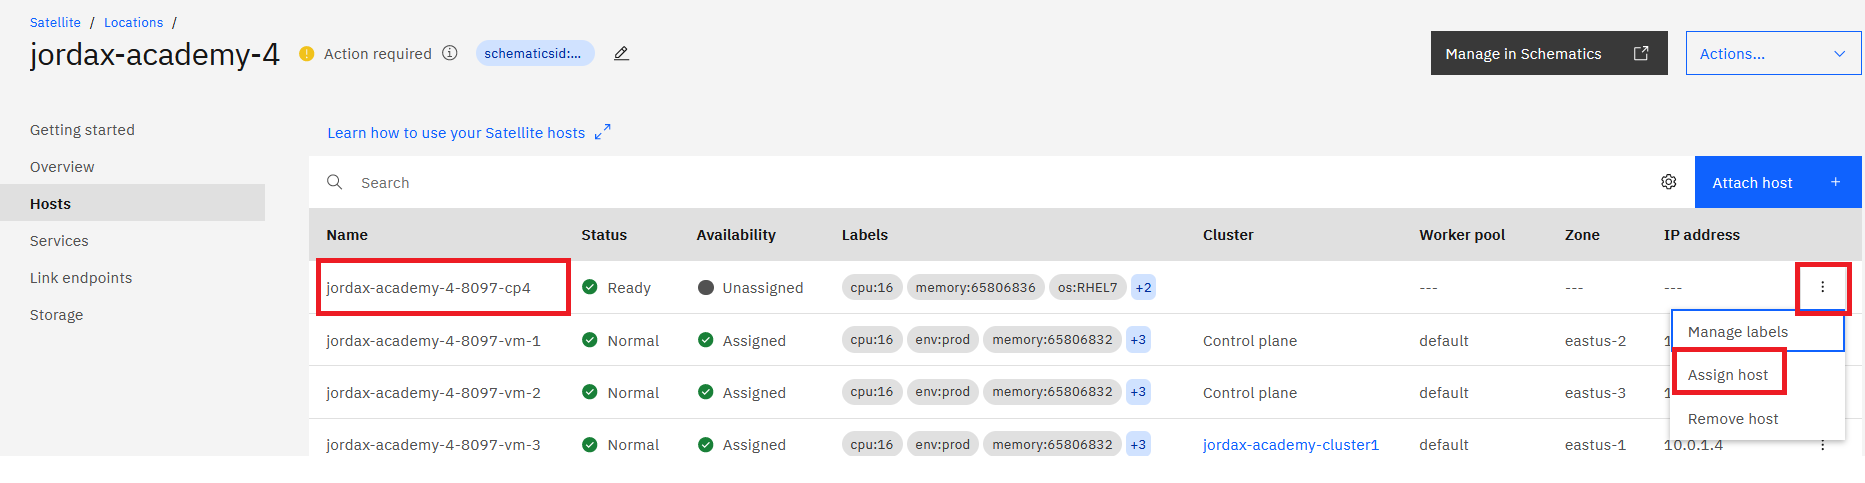 Satellite / Locations /
jordax-academy-4 Action required schematicsid:... Manage in Schematics Actions...
Getting started
Overview
Hosts
Services
Link endpoints
Storage
Learn how to use your Satellite hosts
Search Attach host +
Name Status Availability Labels Cluster Worker pool Zone IP address
jordax-academy-4-8097-cp4 Ready Unassigned cpu:16 memory:65806836 os:RHEL7 +2 --- --- ---
jordax-academy-4-8097-vm-1 Normal Assigned cpu:16 env:prod memory:65806832 +3 Control plane default eastus-2
jordax-academy-4-8097-vm-2 Normal Assigned cpu:16 env:prod memory:65806832 +3 Control plane default eastus-3
jordax-academy-4-8097-vm-3 Normal Assigned cpu:16 env:prod memory:65806832 +3 jordax-academy-cluster1 default eastus-1 10.0.1.4
Manage labels
Assign host
Remove host